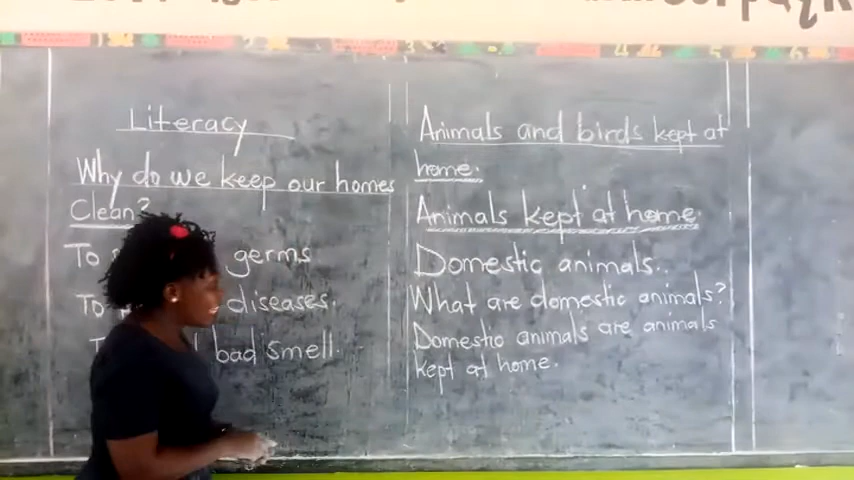 Literacy
Why do we keep our homes
Clean?
To germs
To diseases.
bad smell.
Animals and birds kept at
home.
Animals kept at home.
Domestic animals.
What are domestic animals?
Domestic animals are animals
kept at home.